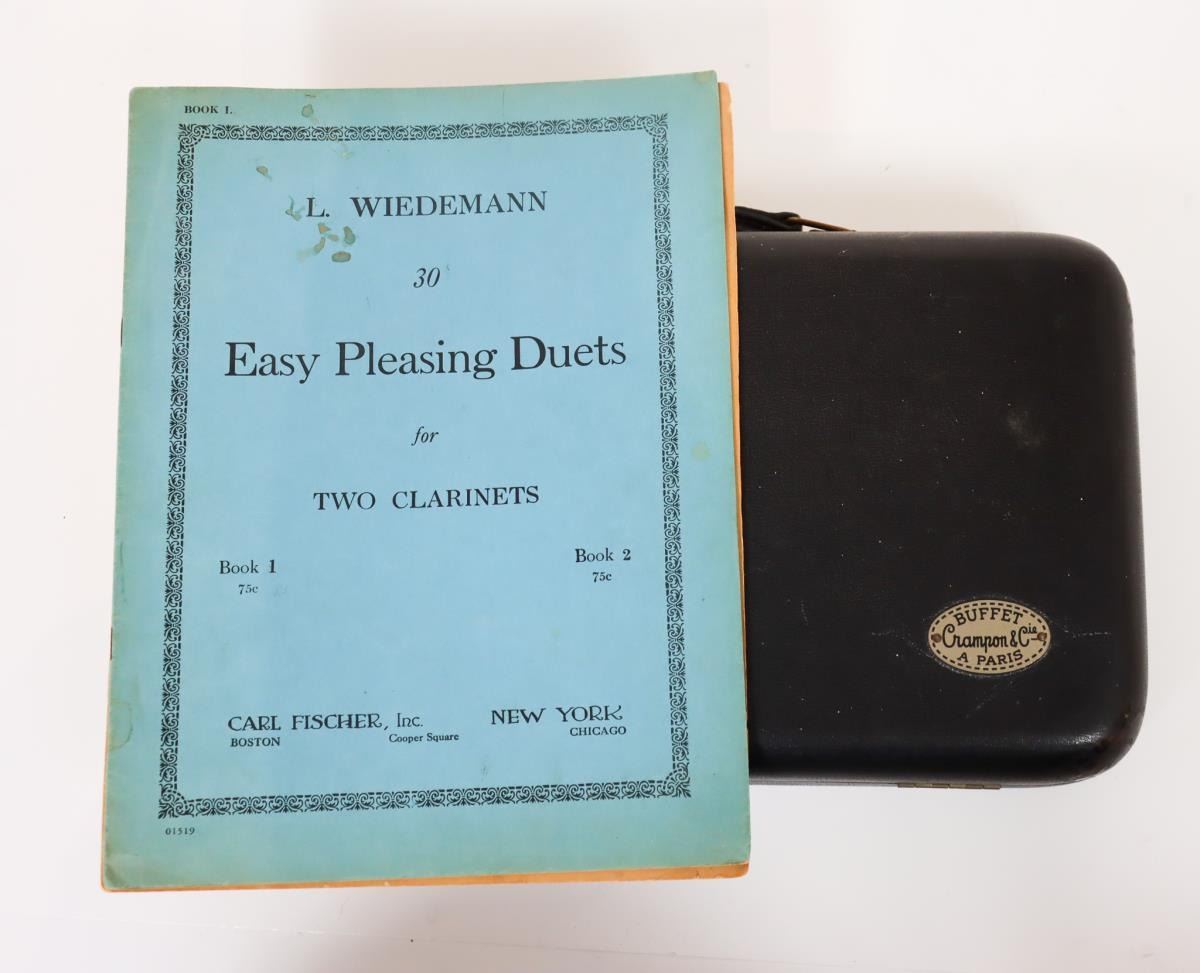 BOOK I.
L. WIEDEMANN
30
Easy Pleasing Duets
for
TWO CLARINETS
Book 1
75c
Book 2
75c
CARL FISCHER, Inc.
BOSTON
Cooper Square
NEW YORK
CHICAGO
01519
BUFFET
Crampon & Cie
A PARIS